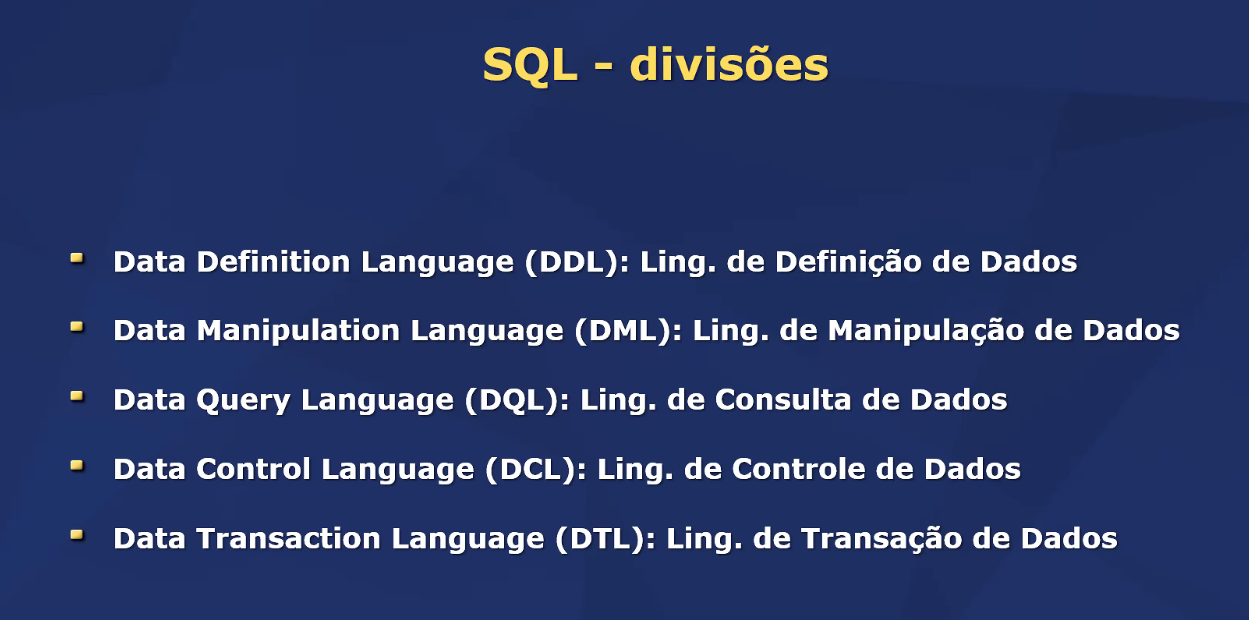 SQL – divisões
Data Definition Language (DDL): Ling. de Definição de Dados
Data Manipulation Language (DML): Ling. de Manipulação de Dados
Data Query Language (DQL): Ling. de Consulta de Dados
Data Control Language (DCL): Ling. de Controle de Dados
Data Transaction Language (DTL): Ling. de Transação de Dados